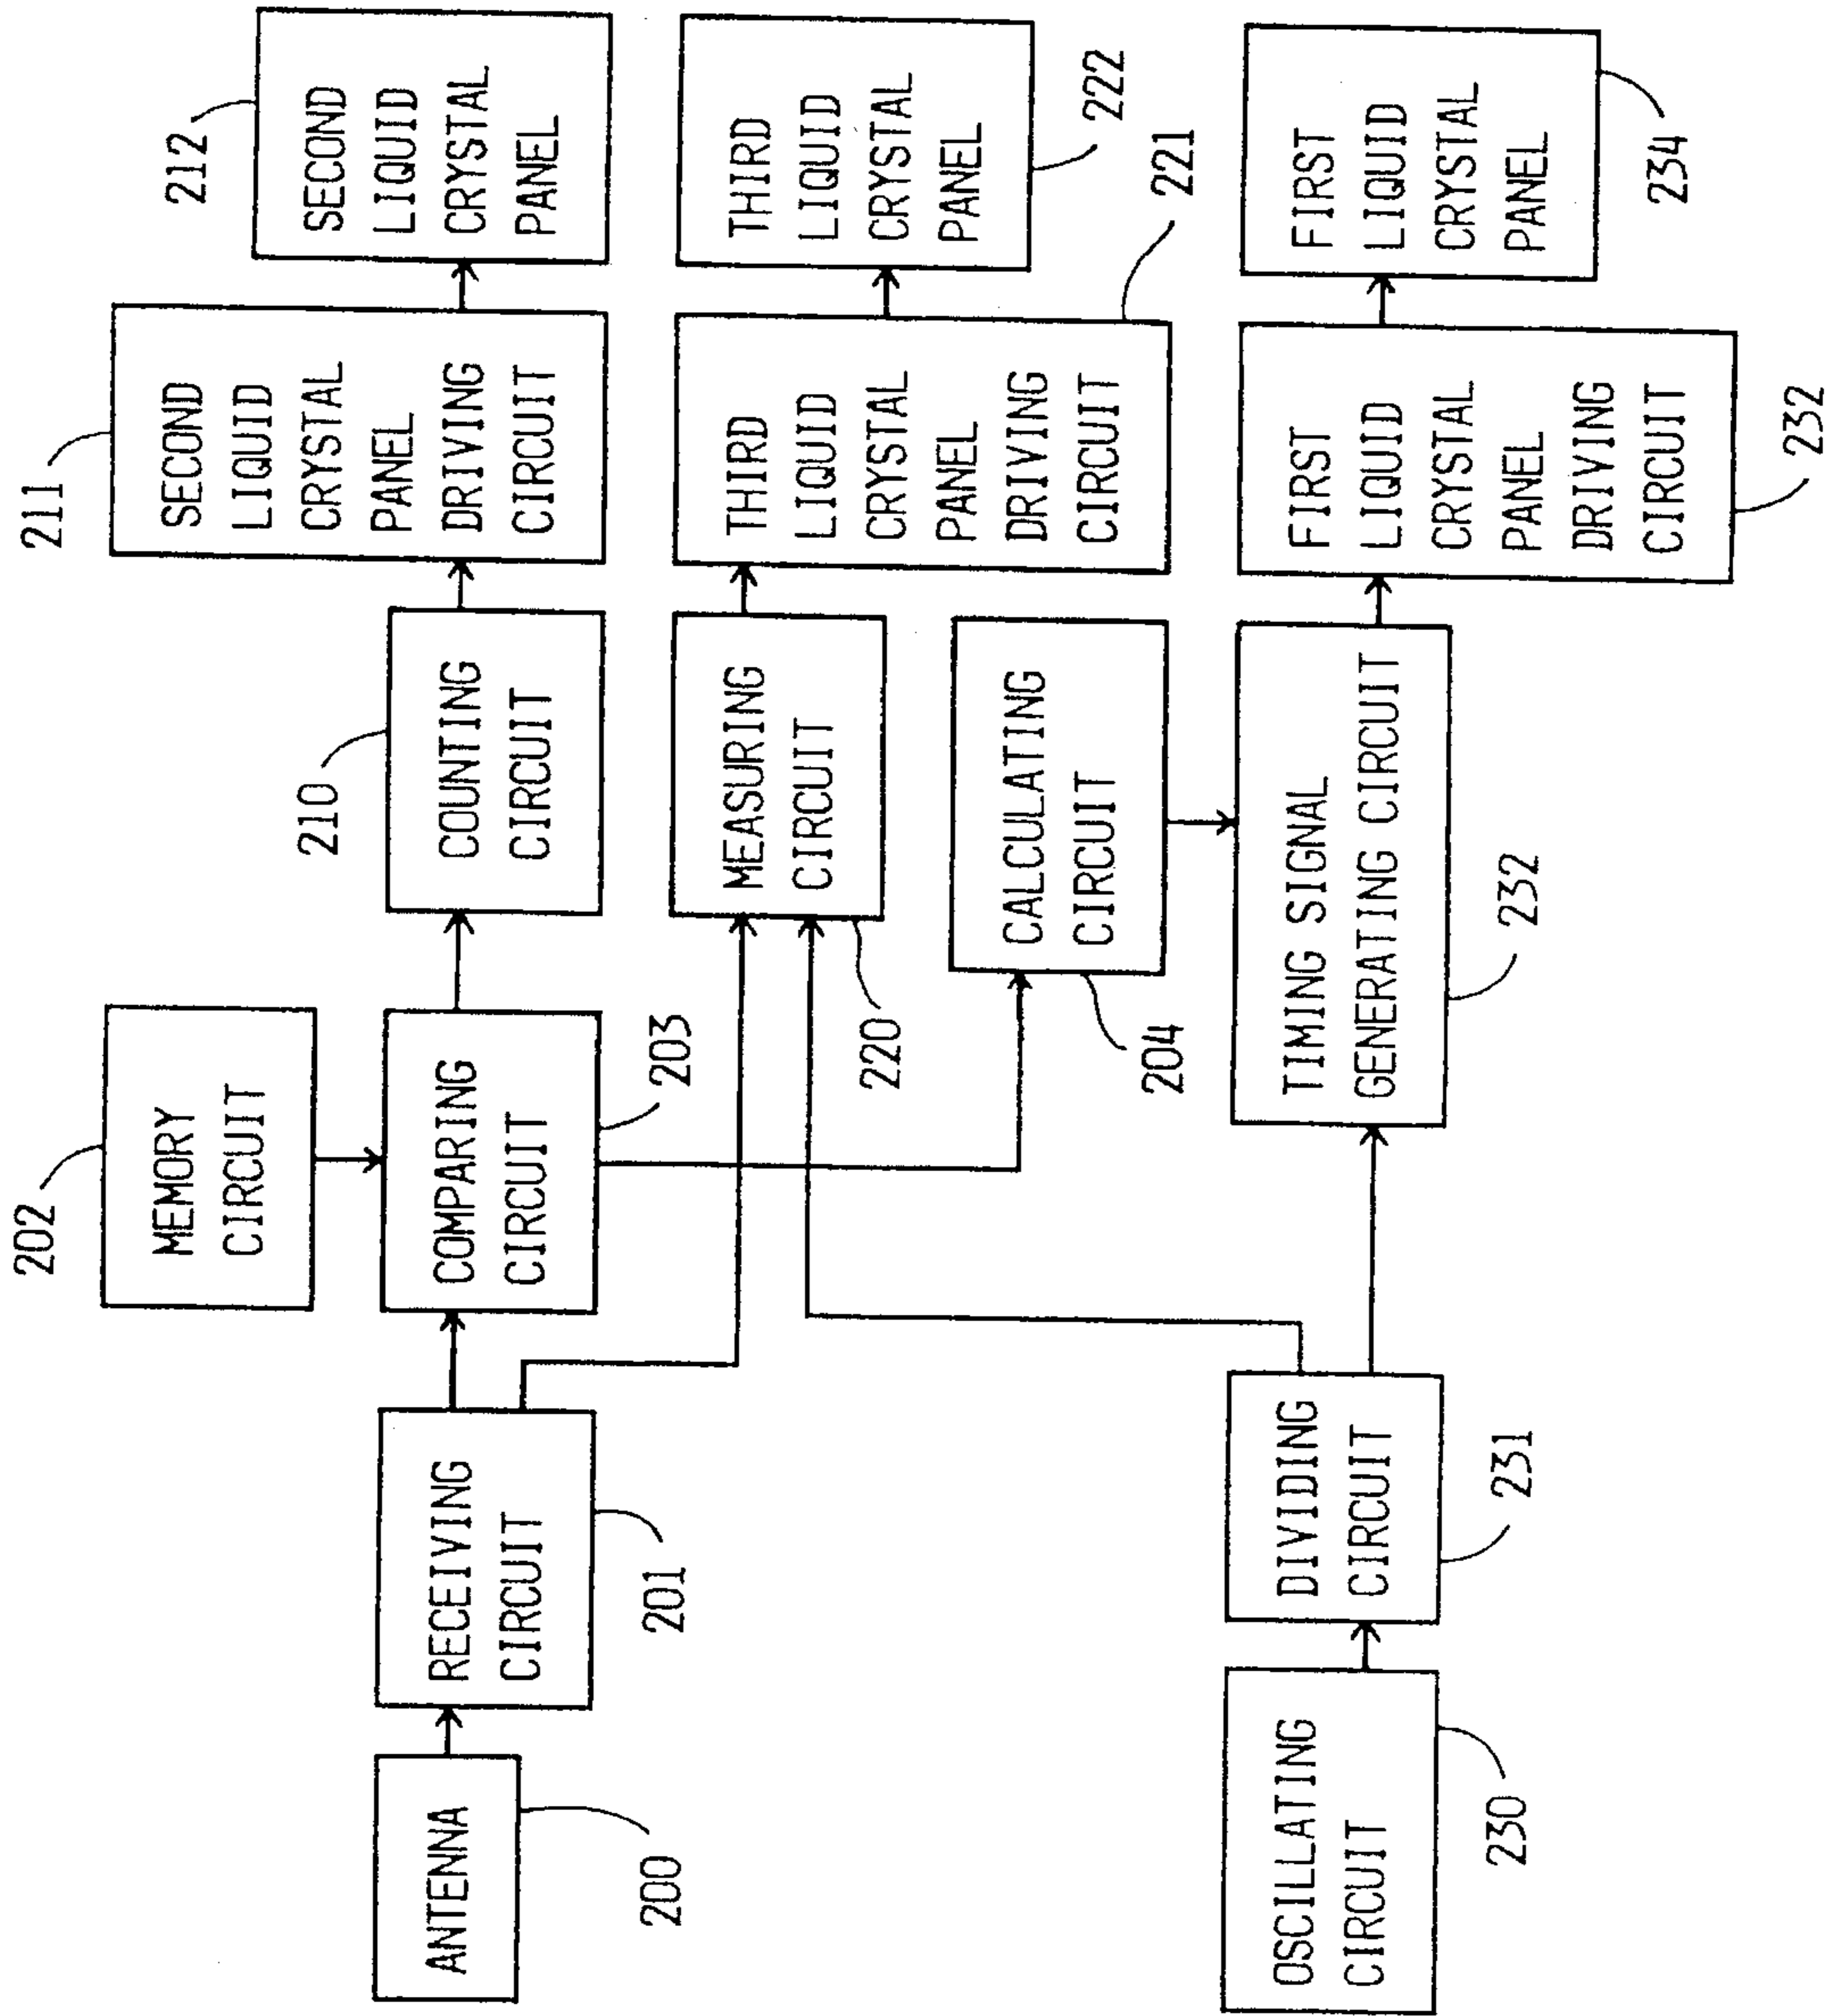 202
MEMORY
CIRCUIT
211
SECOND
LIQUID
CRYSTAL
PANEL
DRIVING
CIRCUIT
212
SECOND
LIQUID
CRYSTAL
PANEL
ANTENNA
200
RECEIVING
CIRCUIT
201
COMPARING
CIRCUIT
203
210
COUNTING
CIRCUIT
MEASURING
CIRCUIT
220
THIRD
LIQUID
CRYSTAL
PANEL
DRIVING
CIRCUIT
221
THIRD
LIQUID
CRYSTAL
PANEL
222
CALCULATING
CIRCUIT
204
OSCILLATING
CIRCUIT
230
DIVIDING
CIRCUIT
231
TIMING SIGNAL
GENERATING CIRCUIT
232
FIRST
LIQUID
CRYSTAL
PANEL
DRIVING
CIRCUIT
232
FIRST
LIQUID
CRYSTAL
PANEL
234